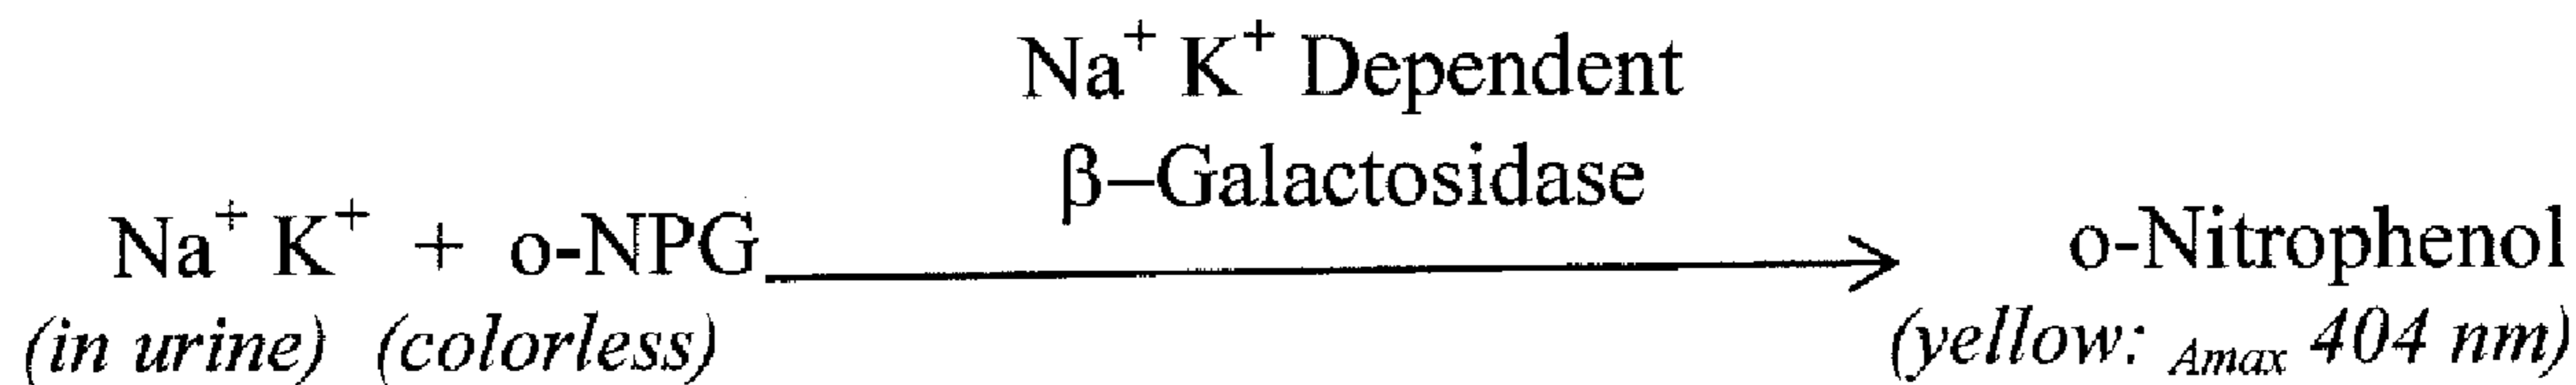 Na⁺ K⁺ Dependent
β–Galactosidase
Na⁺ K⁺ + o-NPG → o-Nitrophenol
(in urine) (colorless) (yellow: Amax 404 nm)